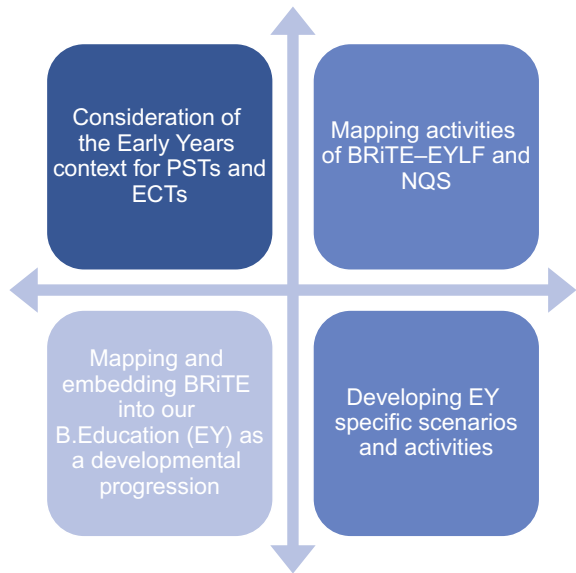 Consideration of
the Early Years
context for PSTs and
ECTs
Mapping activities
of BRiTE–EYLF and
NQS
Mapping and
embedding BRiTE
into our
B.Education (EY) as
a developmental
progression
Developing EY
specific scenarios
and activities